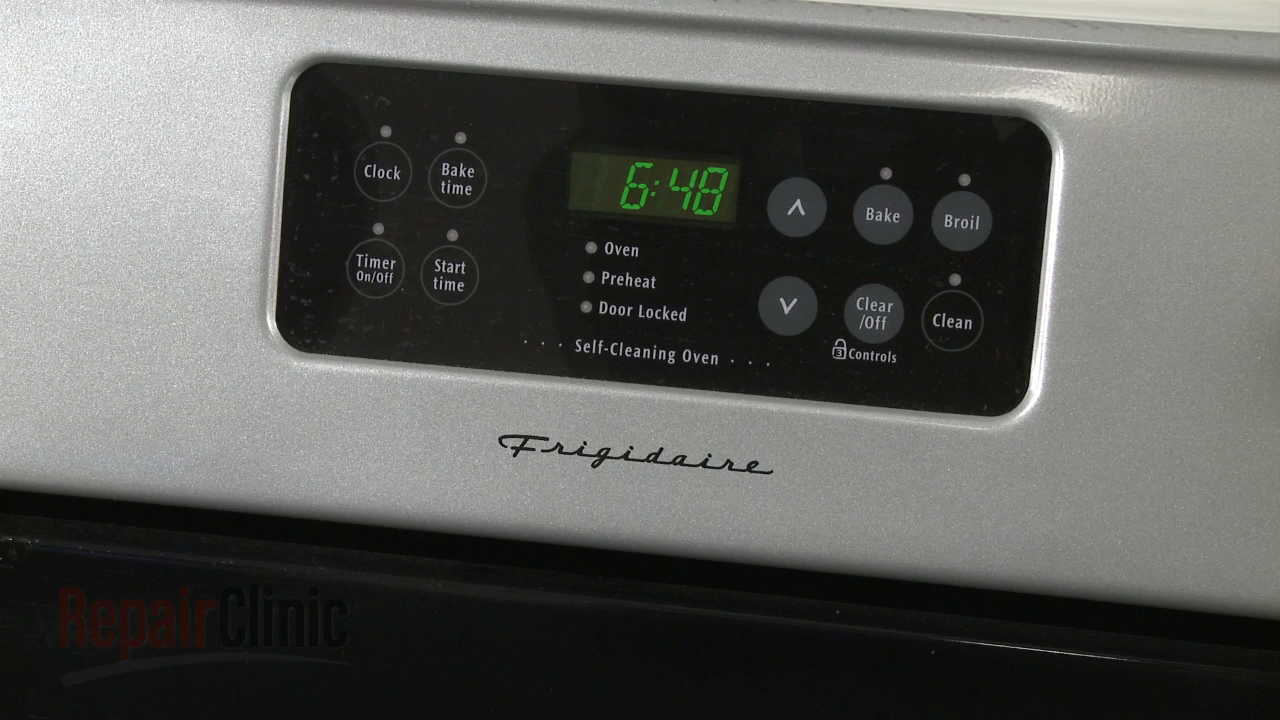 Clock
Bake
time
Timer
On/Off
Start
time
6:48
Oven
Preheat
Door Locked
. . . Self-Cleaning Oven . . .
Bake
Broil
Clear
/Off
Clean
3 Controls
Frigidaire
RepairClinic